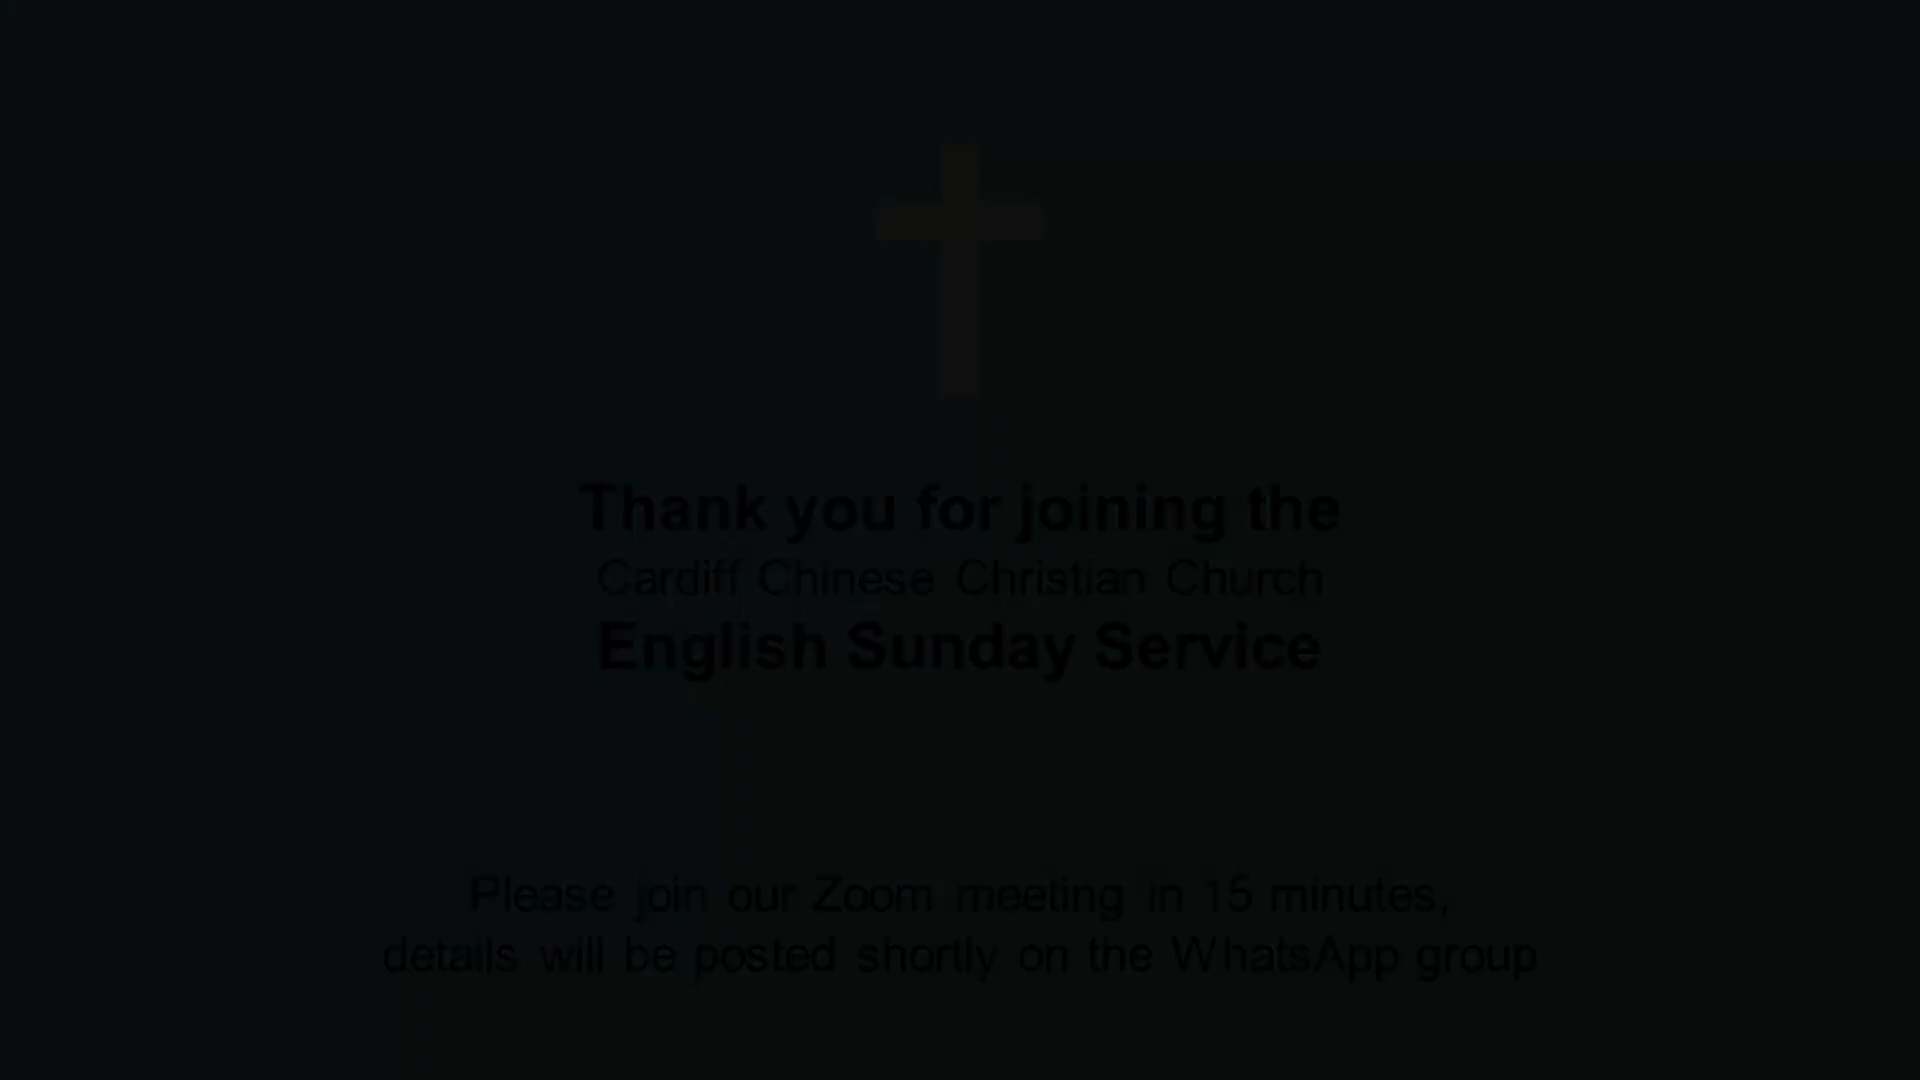 Thank you for joining the
Cardiff Chinese Christian Church
English Sunday Service
Please join our Zoom meeting in 15 minutes,
details will be posted shortly on the WhatsApp group